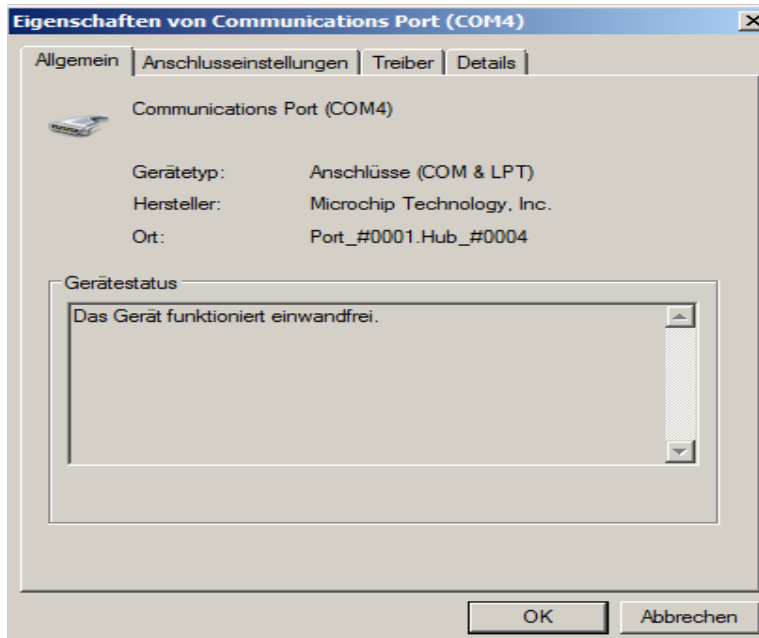 Eigenschaften von Communications Port (COM4)
Allgemein Anschlusseinstellungen Treiber Details
Communications Port (COM4)
Gerätetyp: Anschlüsse (COM & LPT)
Hersteller: Microchip Technology, Inc.
Ort: Port_#0001.Hub_#0004
Gerätestatus
Das Gerät funktioniert einwandfrei.
OK Abbrechen